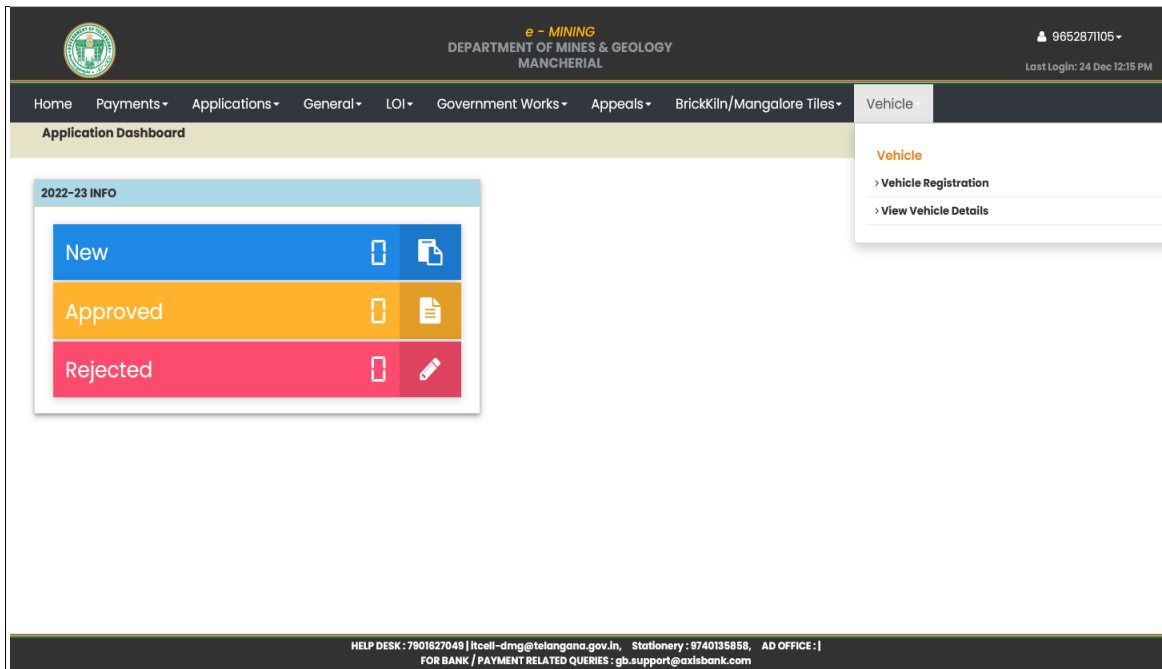 e - MINING
DEPARTMENT OF MINES & GEOLOGY
MANCHERIAL
9652871105
Last Login: 24 Dec 12:15 PM
Home Payments Applications General LOI Government Works Appeals BrickKiln/Mangalore Tiles Vehicle
Application Dashboard
Vehicle
> Vehicle Registration
> View Vehicle Details
2022-23 INFO
New 0
Approved 0
Rejected 0
HELP DESK : 7901627049 | itcell-dmg@telangana.gov.in, Stationery : 9740135858, AD OFFICE : |
FOR BANK / PAYMENT RELATED QUERIES : gb.support@axisbank.com